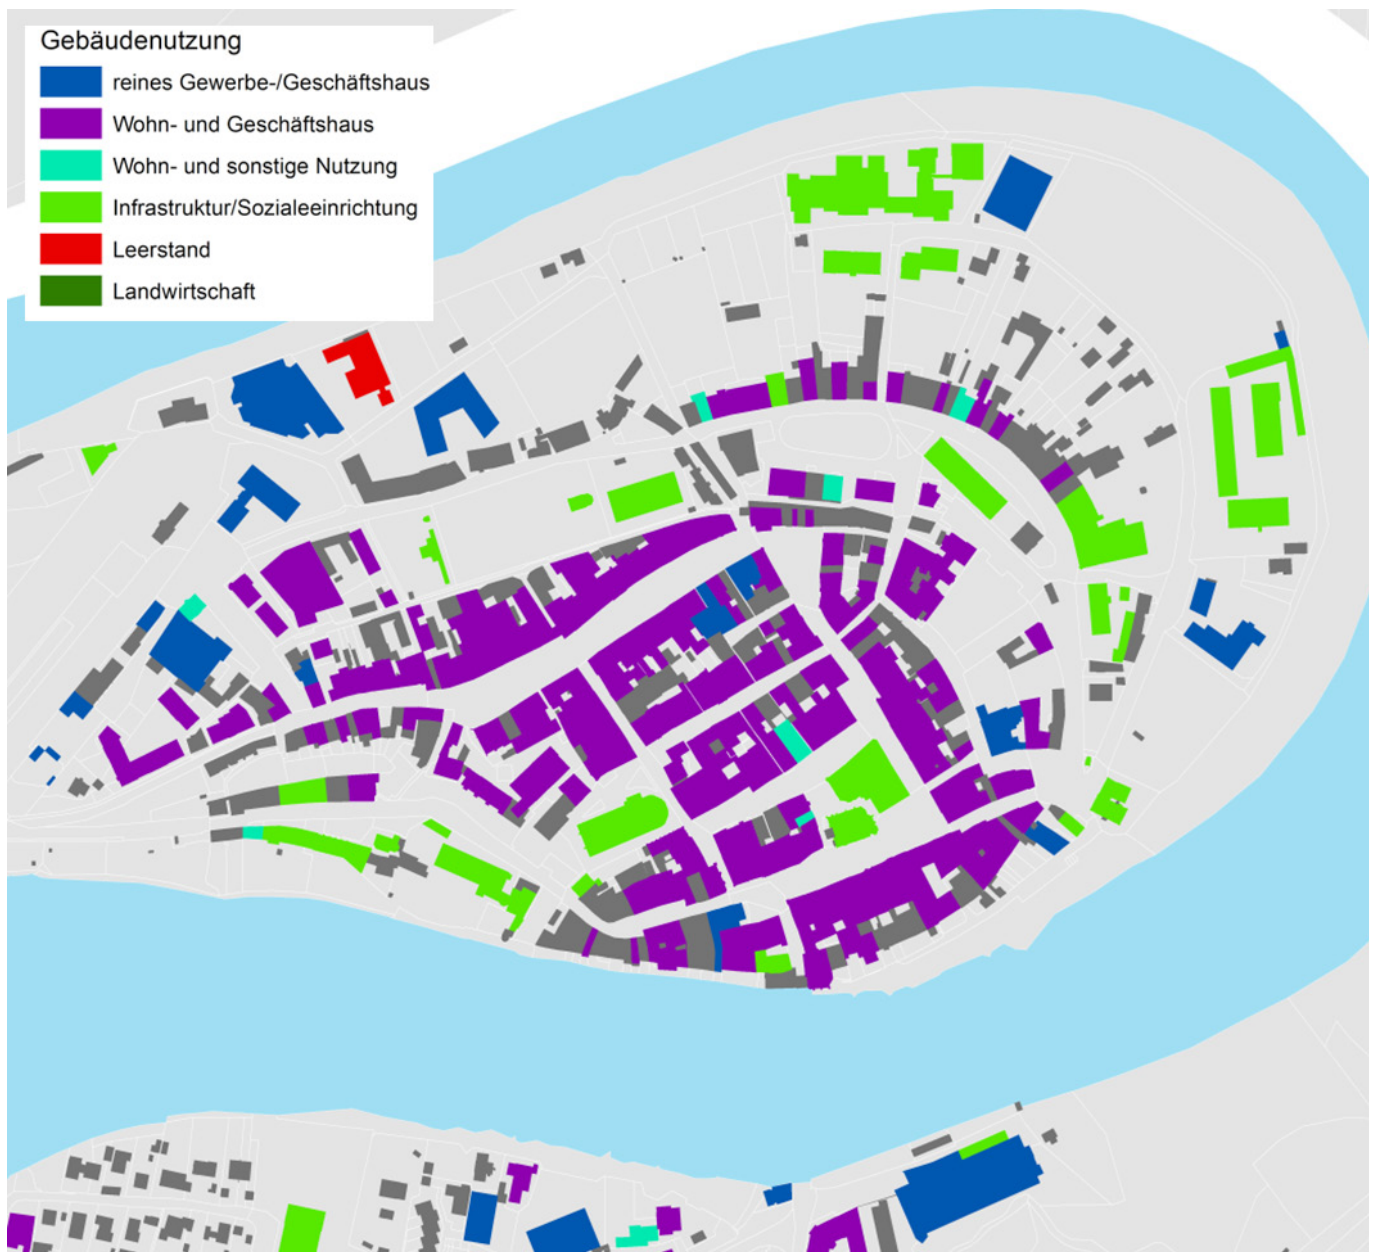 Gebäudenutzung
reines Gewerbe-/Geschäftshaus
Wohn- und Geschäftshaus
Wohn- und sonstige Nutzung
Infrastruktur/Sozialeeinrichtung
Leerstand
Landwirtschaft